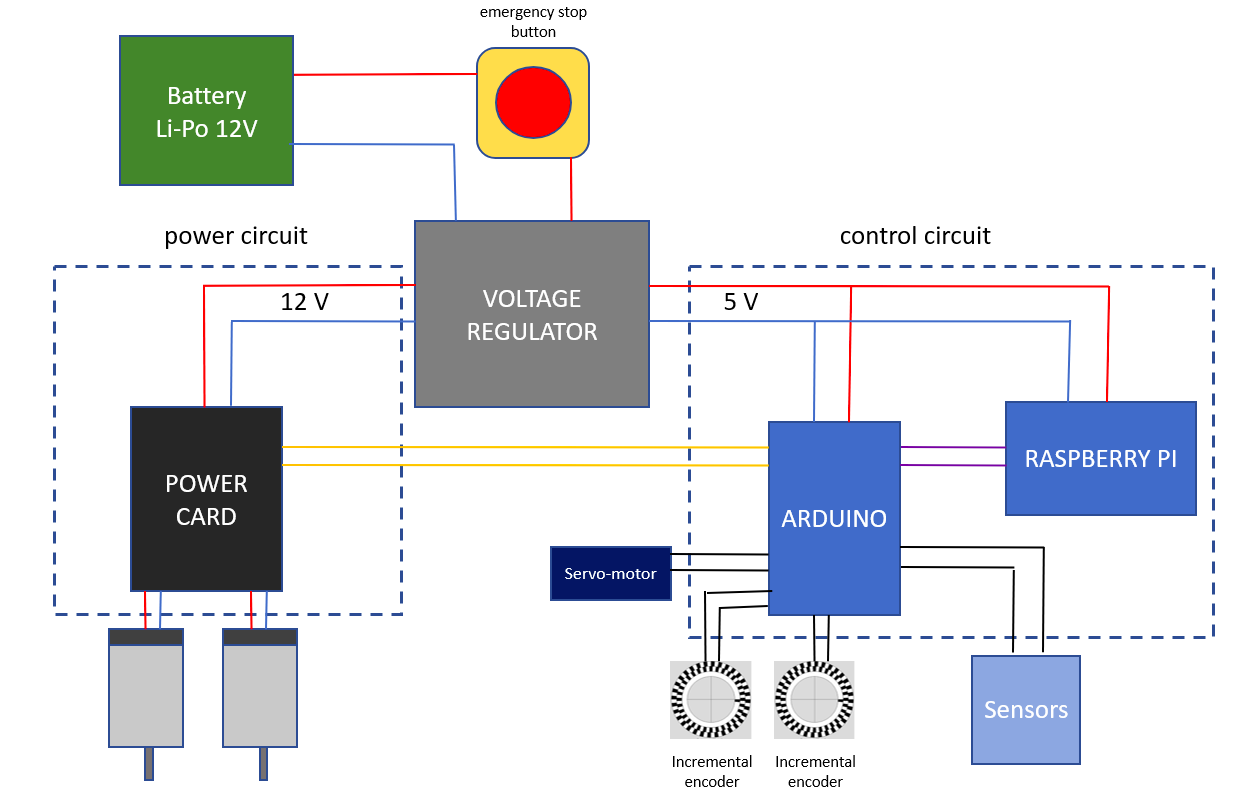 emergency stop
button
Battery
Li-Po 12V
power circuit
control circuit
VOLTAGE
REGULATOR
12 V
5 V
POWER
CARD
ARDUINO
RASPBERRY PI
Servo-motor
Sensors
Incremental
encoder
Incremental
encoder